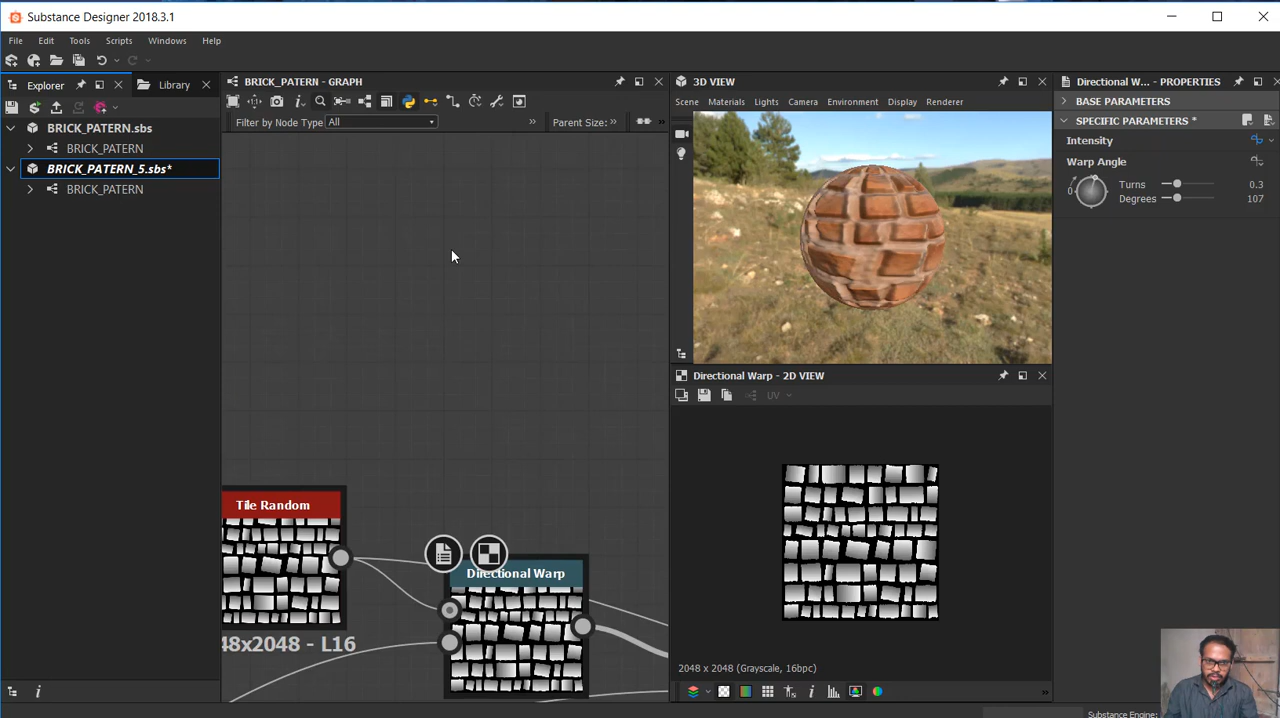 Substance Designer 2018.3.1
File Edit Tools Scripts Windows Help
Explorer Library
BRICK_PATERN.sbs
BRICK_PATERN
BRICK_PATERN_5.sbs*
BRICK_PATERN
BRICK_PATERN - GRAPH
Filter by Node Type All » Parent Size: » »
Tile Random
48x2048 - L16
Directional Warp
3D VIEW
Scene Materials Lights Camera Environment Display Renderer
Directional Warp - 2D VIEW
UV
2048 x 2048 (Grayscale, 16bpc)
»
Directional W... - PROPERTIES
BASE PARAMETERS
SPECIFIC PARAMETERS *
Intensity
Warp Angle
0
Turns 0.3
Degrees 107
Substance Engine: